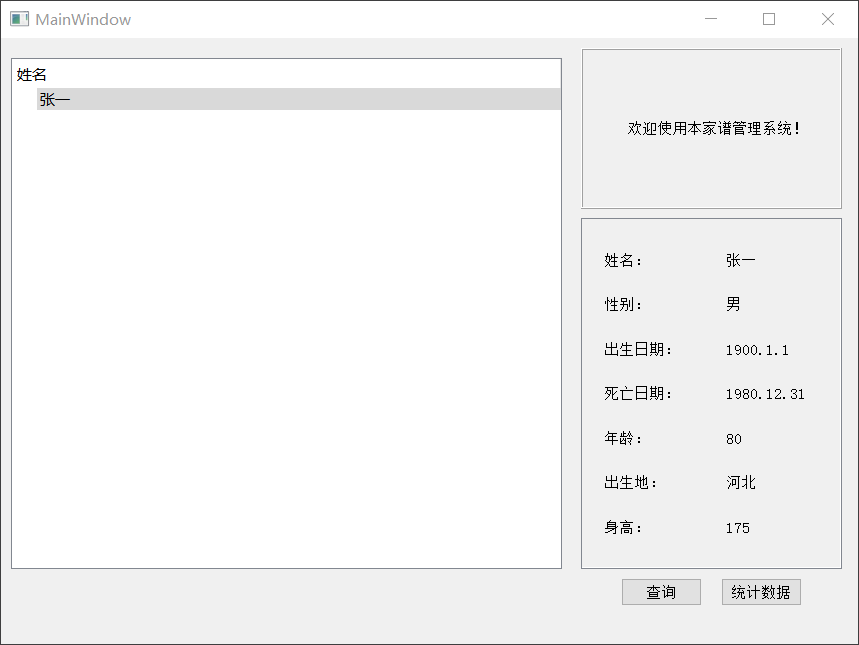 MainWindow
姓名
张一
欢迎使用本家谱管理系统！
姓名： 张一
性别： 男
出生日期： 1900.1.1
死亡日期： 1980.12.31
年龄： 80
出生地： 河北
身高： 175
查询 统计数据